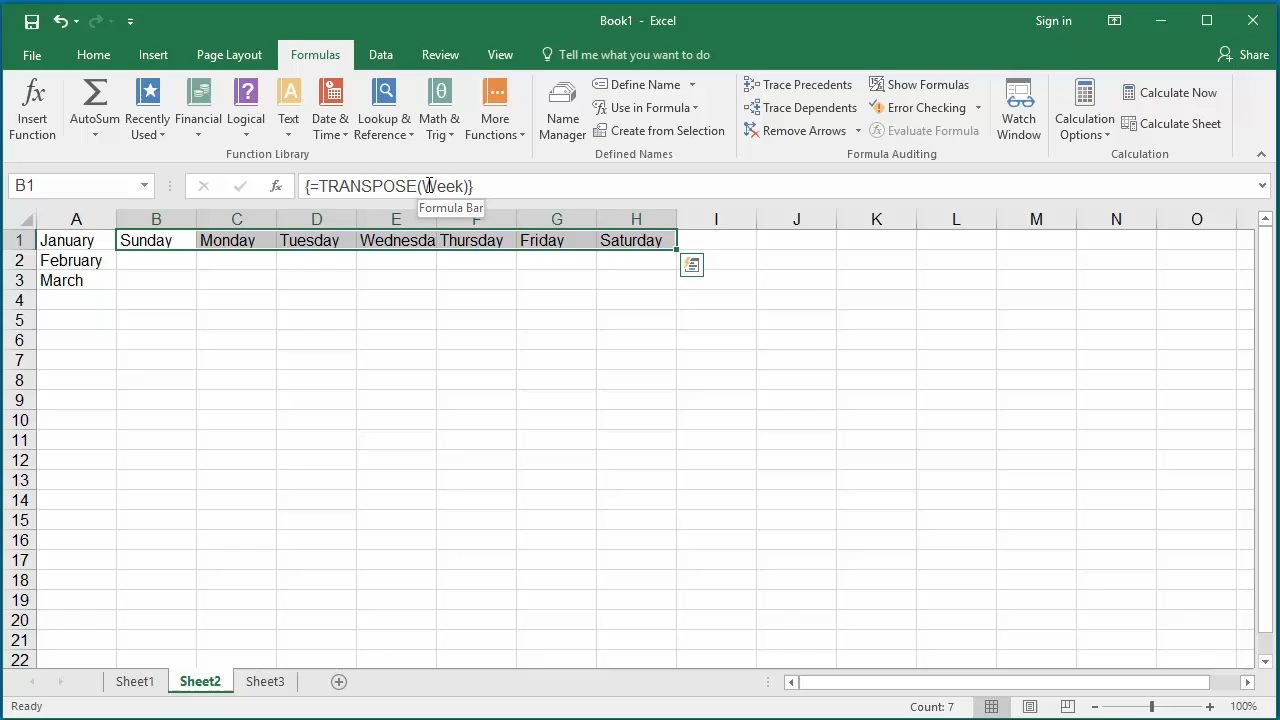 Book1 - Excel
Sign in
File Home Insert Page Layout Formulas Data Review View Tell me what you want to do Share
fx Insert Function
Σ AutoSum
Recently Used
Financial
Logical
? 
A Text
Date & Time
Lookup & Reference
θ Math & Trig
More Functions
Function Library
Name Manager
Define Name
Use in Formula
Create from Selection
Defined Names
Trace Precedents
Trace Dependents
Remove Arrows
Show Formulas
Error Checking
Evaluate Formula
Watch Window
Formula Auditing
Calculation Options
Calculate Now
Calculate Sheet
Calculation
B1 fx {=TRANSPOSE(Week)}
Formula Bar
A B C D E F G H I J K L M N O
1 January Sunday Monday Tuesday Wednesda Thursday Friday Saturday
2 February
3 March
4
5
6
7
8
9
10
11
12
13
14
15
16
17
18
19
20
21
22
Sheet1 Sheet2 Sheet3
Ready Count: 7 100%